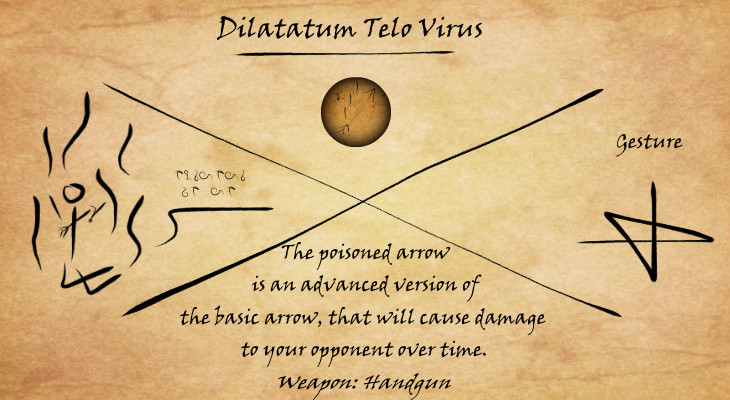 Dilatatum Telo Virus
Gesture
The poisoned arrow
is an advanced version of
the basic arrow, that will cause damage
to your opponent over time.
Weapon: Handgun